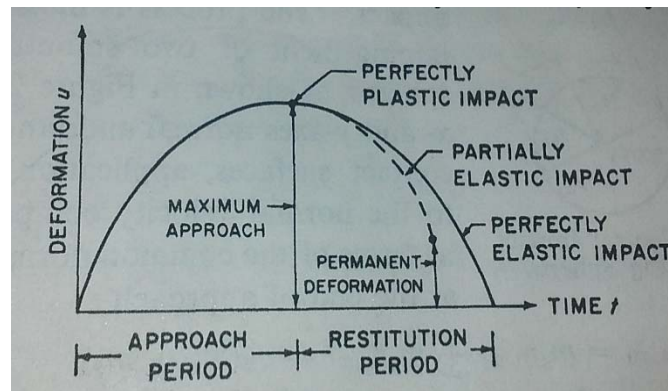 PERFECTLY
PLASTIC IMPACT
DEFORMATION u
PARTIALLY
ELASTIC IMPACT
MAXIMUM
APPROACH
PERFECTLY
ELASTIC IMPACT
PERMANENT
DEFORMATION
TIME t
APPROACH
PERIOD
RESTITUTION
PERIOD